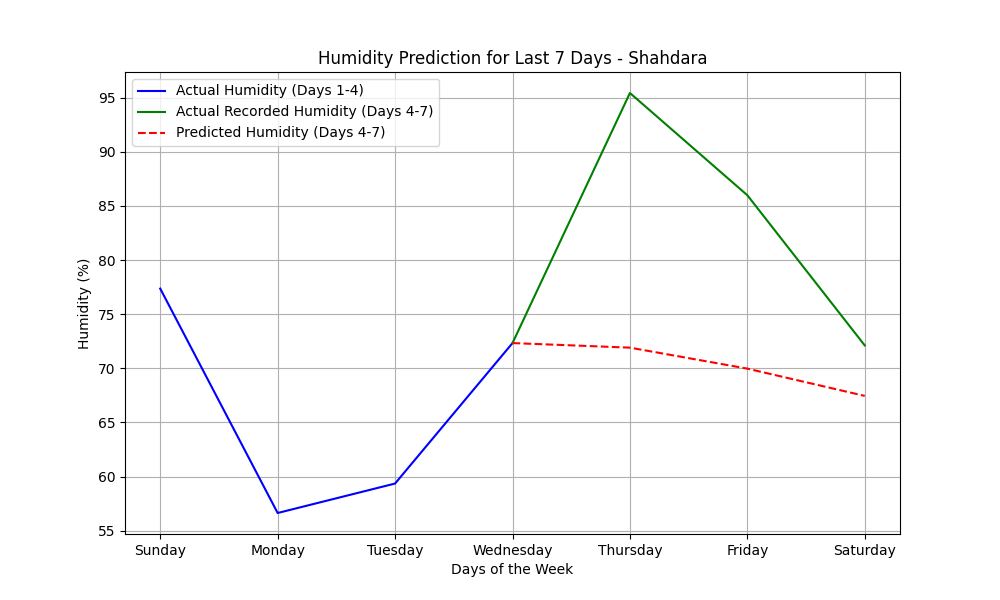 Humidity Prediction for Last 7 Days - Shahdara
Actual Humidity (Days 1-4)
Actual Recorded Humidity (Days 4-7)
Predicted Humidity (Days 4-7)
95
90
85
80
75
70
65
60
55
Humidity (%)
Sunday Monday Tuesday Wednesday Thursday Friday Saturday
Days of the Week